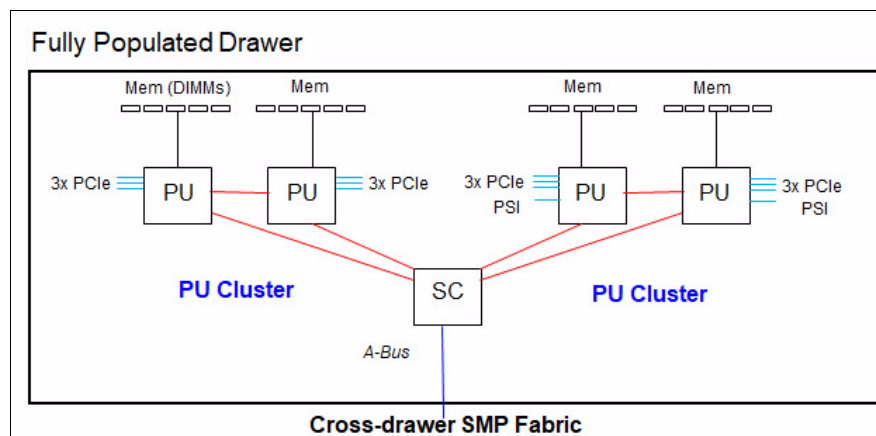 Fully Populated Drawer
Mem (DIMMs)
Mem
Mem
Mem
3x PCIe
PU
PU
3x PCIe
3x PCIe
PSI
PU
PU
3x PCIe
PSI
PU Cluster
SC
PU Cluster
A-Bus
Cross-drawer SMP Fabric